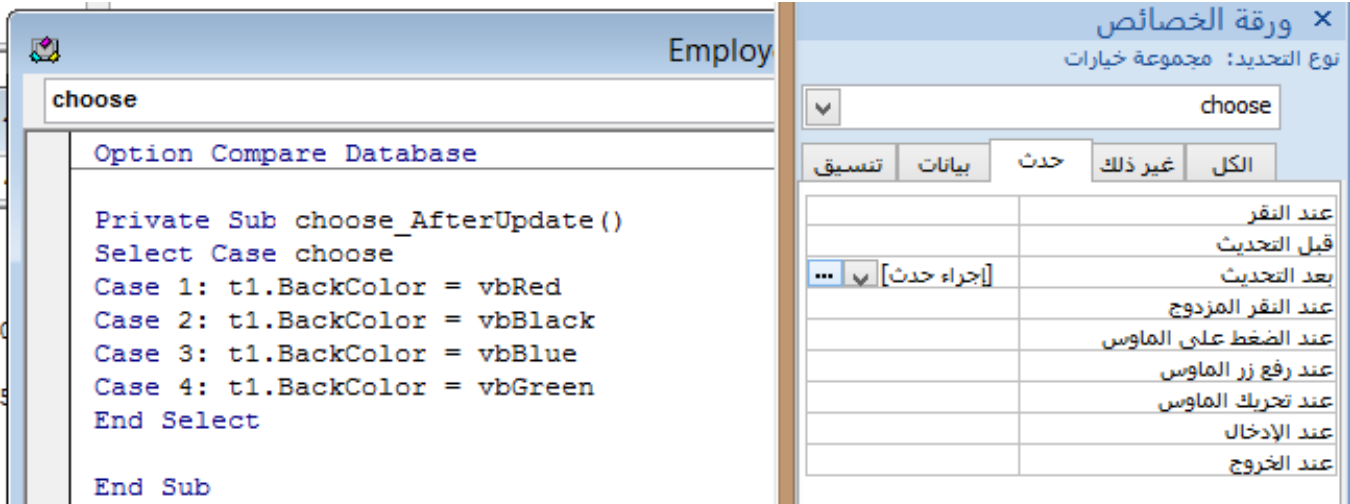 Employ
choose
Option Compare Database
Private Sub choose_AfterUpdate()
Select Case choose
Case 1: t1.BackColor = vbRed
Case 2: t1.BackColor = vbBlack
Case 3: t1.BackColor = vbBlue
Case 4: t1.BackColor = vbGreen
End Select
End Sub
ورقة الخصائص
نوع التحديد: مجموعة خيارات
choose
الكل غير ذلك حدث بيانات تنسيق
عند النقر
قبل التحديث
بعد التحديث [إجراء حدث]
عند النقر المزدوج
عند الضغط على الماوس
عند رفع زر الماوس
عند تحريك الماوس
عند الإدخال
عند الخروج